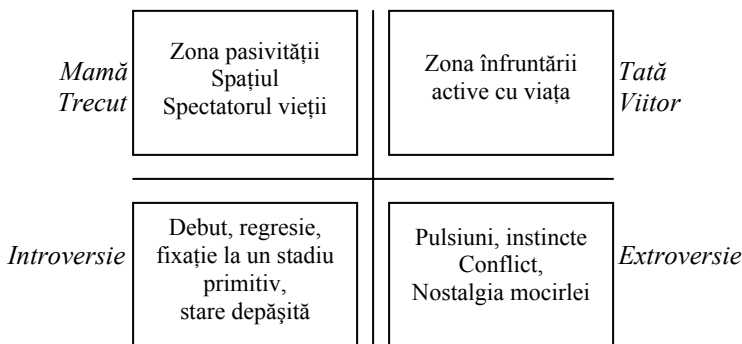 Mamă
Trecut
Zona pasivității
Spațiul
Spectatorul vieții
Zona înfruntării
active cu viața
Tată
Viitor
Introversie
Debut, regresie,
fixație la un stadiu
primitiv,
stare depăşită
Pulsiuni, instincte
Conflict,
Nostalgia mocirlei
Extroversie